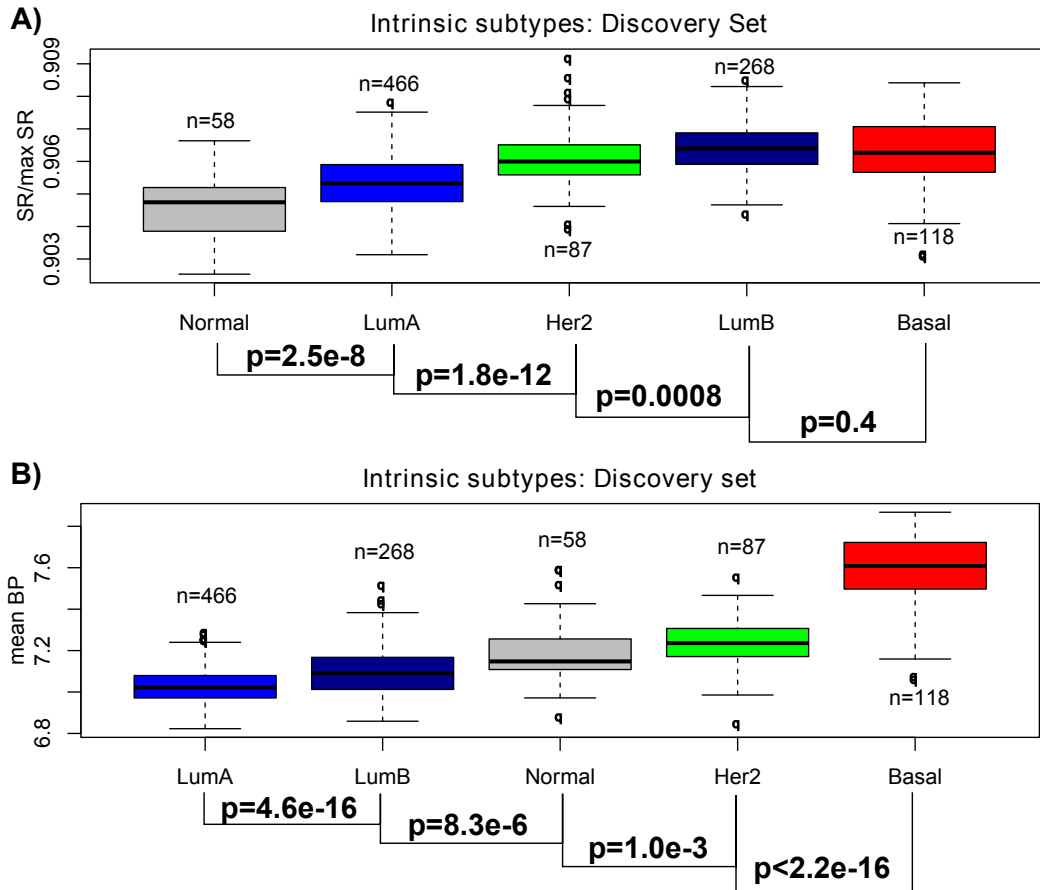 A)
Intrinsic subtypes: Discovery Set
SR/max SR
0.909
0.906
0.903
n=58
n=466
n=87
n=268
n=118
q
q
q
q
q
q
q
q
q
Normal LumA Her2 LumB Basal
p=2.5e-8
p=1.8e-12
p=0.0008
p=0.4
B)
Intrinsic subtypes: Discovery set
mean BP
7.6
7.2
6.8
n=466
n=268
n=58
n=87
n=118
q
q
q
q
q
q
q
q
q
q
q
q
LumA LumB Normal Her2 Basal
p=4.6e-16
p=8.3e-6
p=1.0e-3
p<2.2e-16